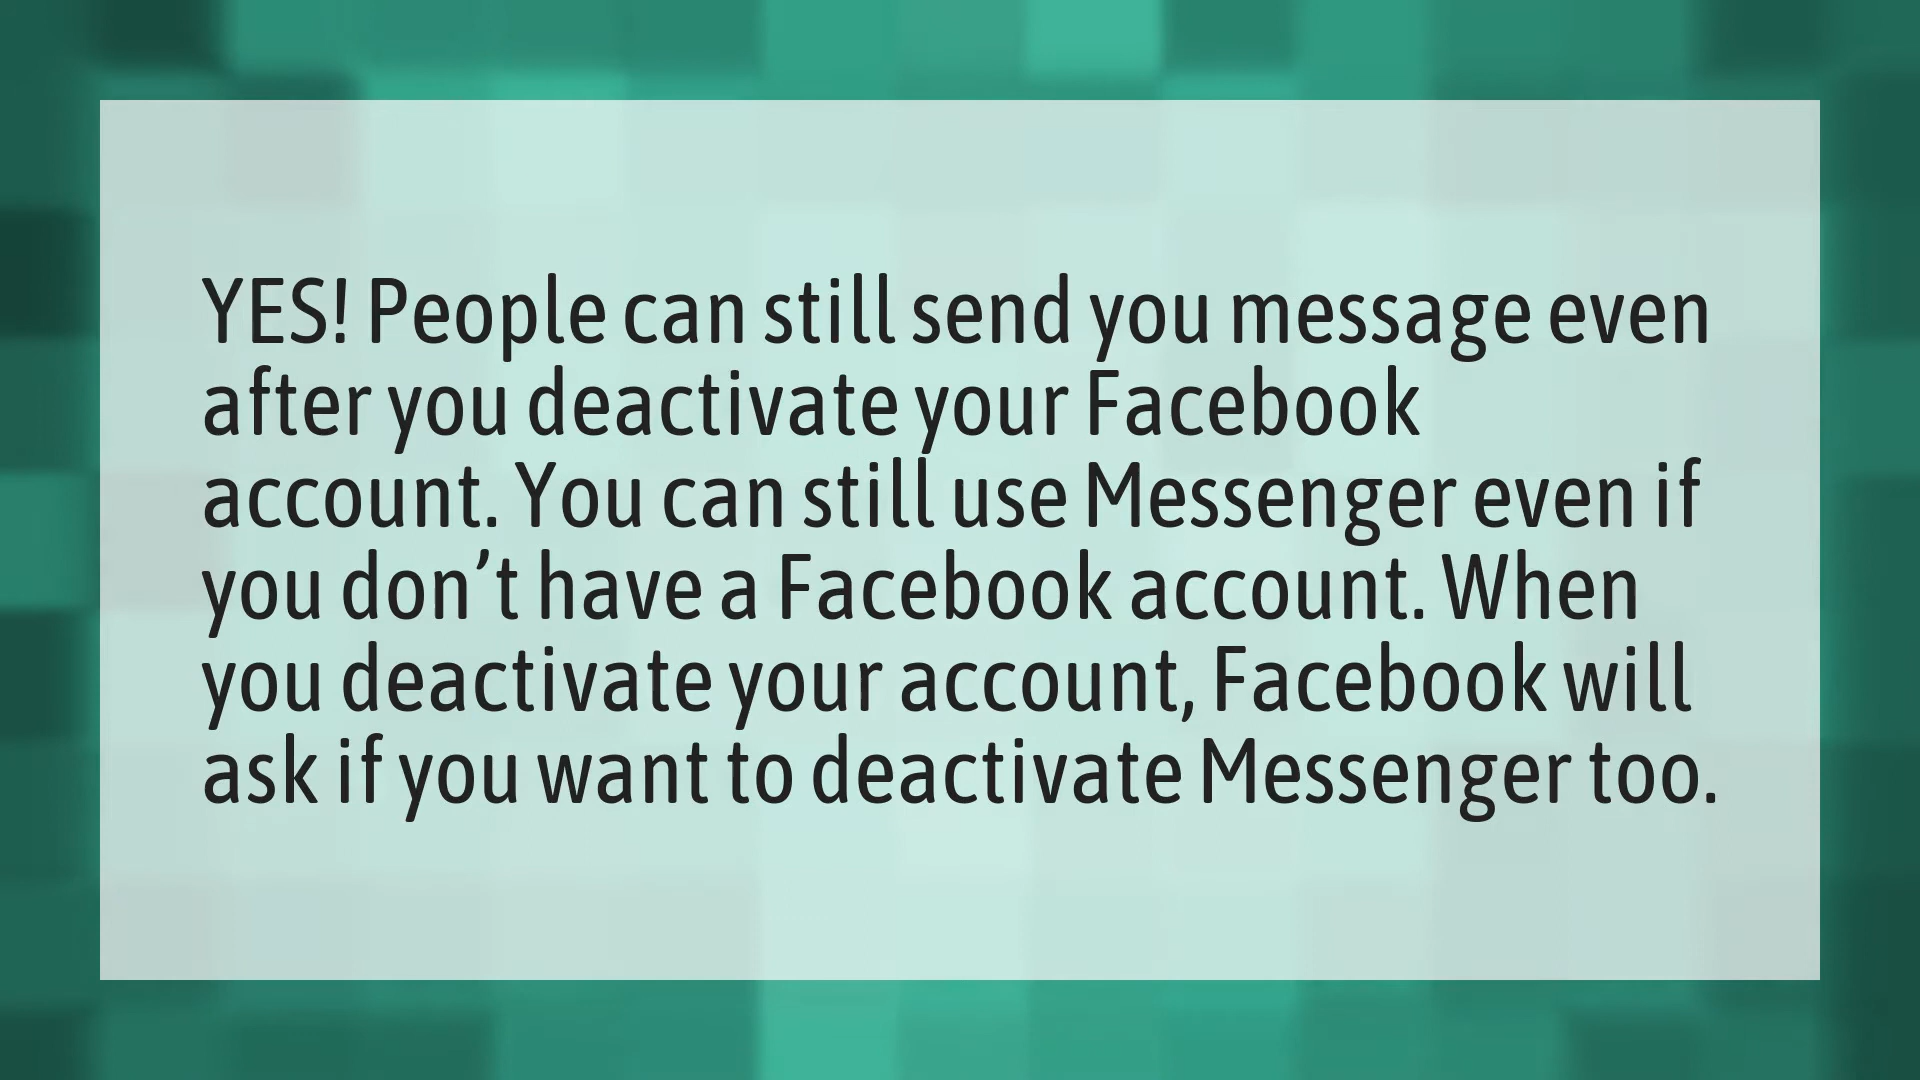 YES! People can still send you message even
after you deactivate your Facebook
account. You can still use Messenger even if
you don’t have a Facebook account. When
you deactivate your account, Facebook will
ask if you want to deactivate Messenger too.